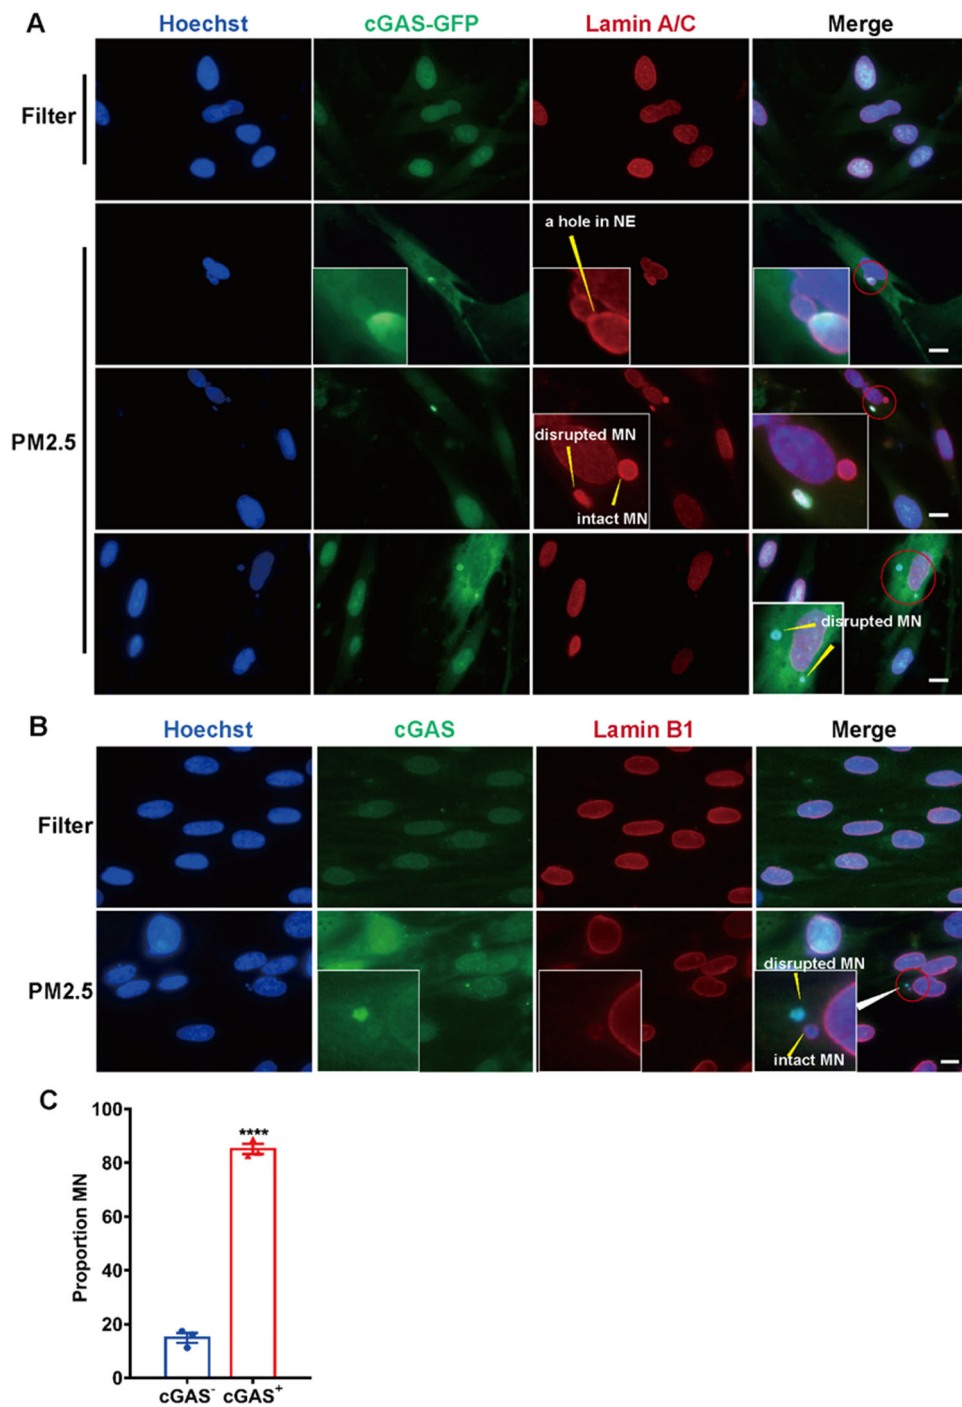 A
Hoechst cGAS-GFP Lamin A/C Merge
Filter
a hole in NE
PM2.5
disrupted MN
intact MN
disrupted MN
B
Hoechst cGAS Lamin B1 Merge
Filter
PM2.5
disrupted MN
intact MN
C
Proportion MN
100
80
60
40
20
0
****
cGAS⁻ cGAS⁺